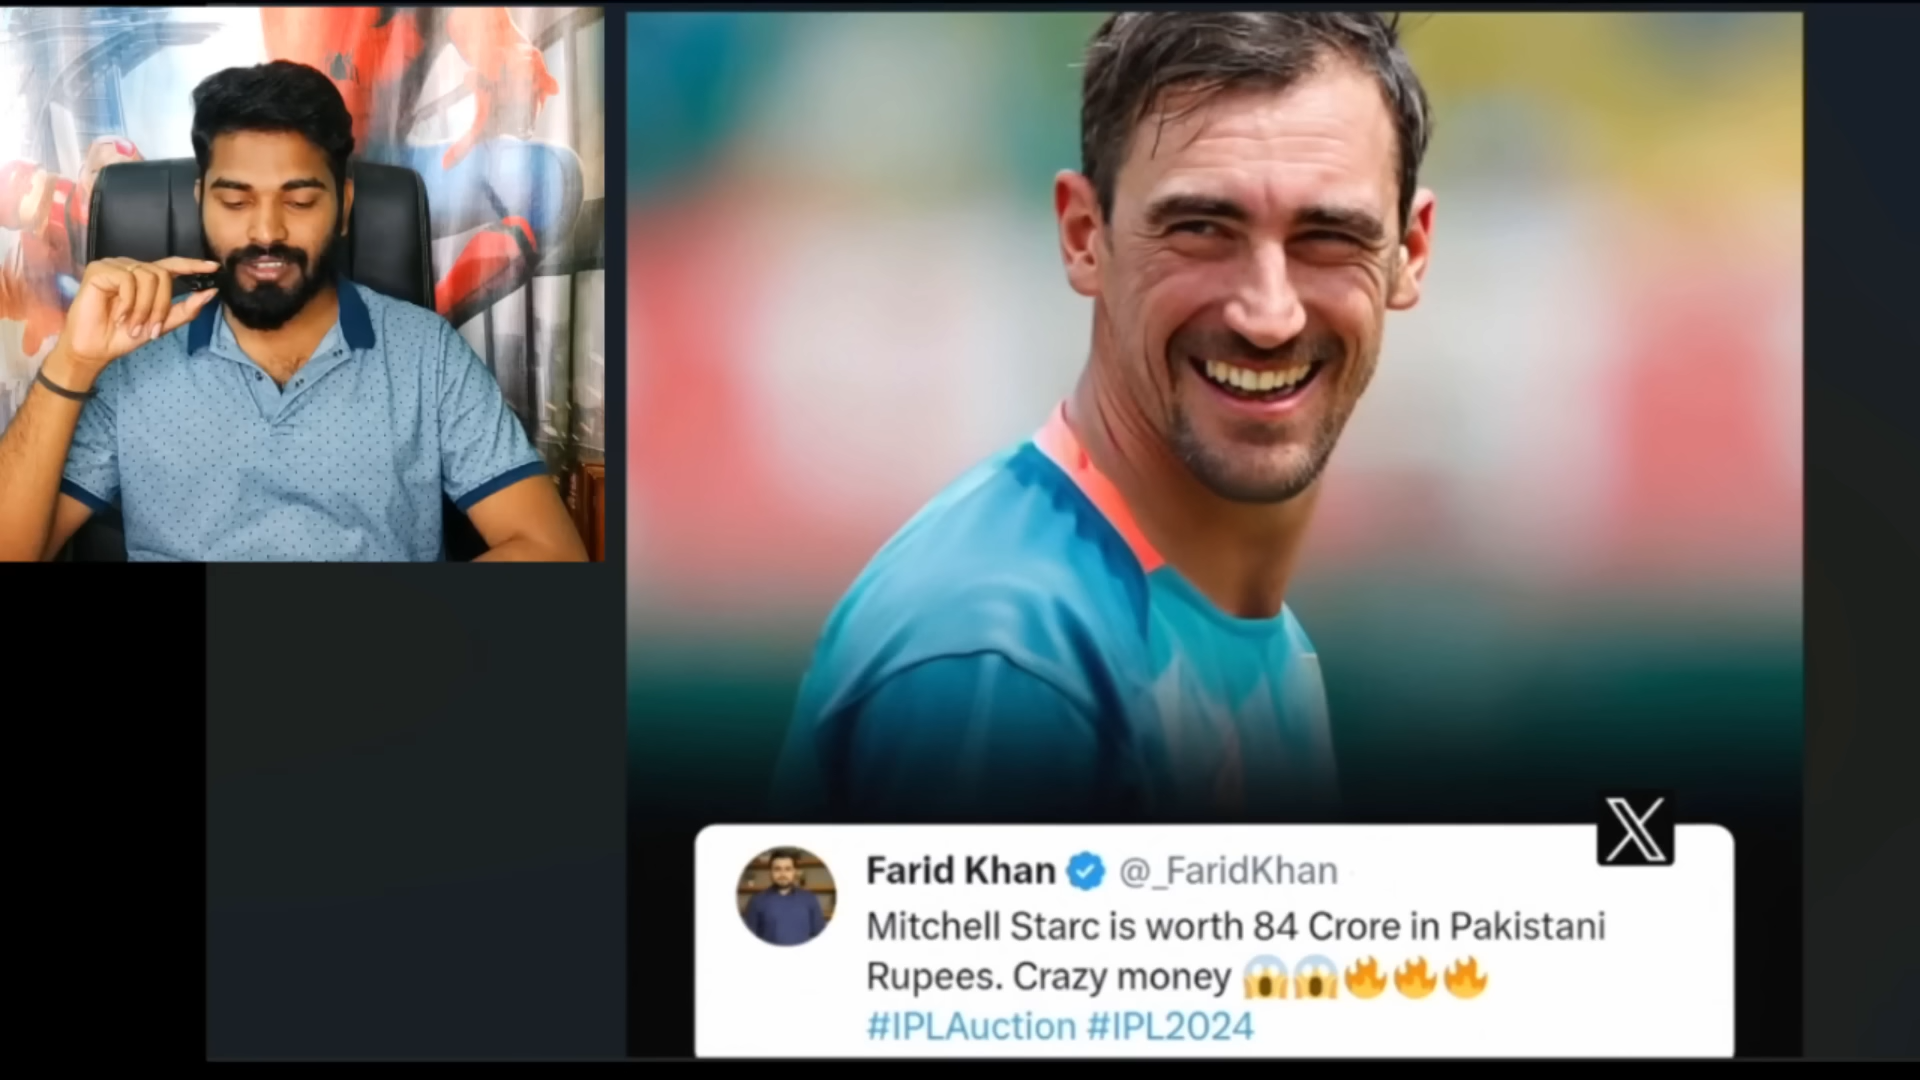 Farid Khan @_FaridKhan
Mitchell Starc is worth 84 Crore in Pakistani
Rupees. Crazy money 😱😱🔥🔥🔥
#IPLAuction #IPL2024